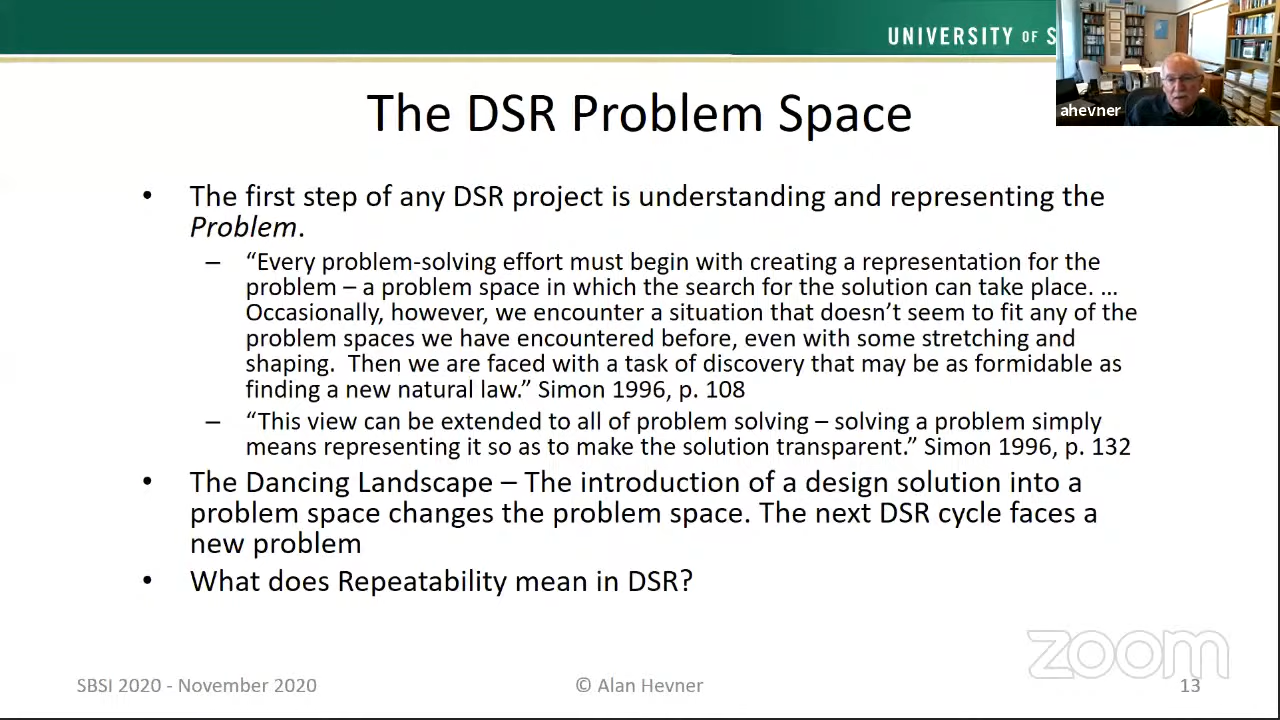 UNIVERSITY OF S
ahevner
The DSR Problem Space
• The first step of any DSR project is understanding and representing the
Problem.
– “Every problem-solving effort must begin with creating a representation for the
problem – a problem space in which the search for the solution can take place. …
Occasionally, however, we encounter a situation that doesn’t seem to fit any of the
problem spaces we have encountered before, even with some stretching and
shaping. Then we are faced with a task of discovery that may be as formidable as
finding a new natural law.” Simon 1996, p. 108
– “This view can be extended to all of problem solving – solving a problem simply
means representing it so as to make the solution transparent.” Simon 1996, p. 132
• The Dancing Landscape – The introduction of a design solution into a
problem space changes the problem space. The next DSR cycle faces a
new problem
• What does Repeatability mean in DSR?
zoom
SBSI 2020 - November 2020
© Alan Hevner
13